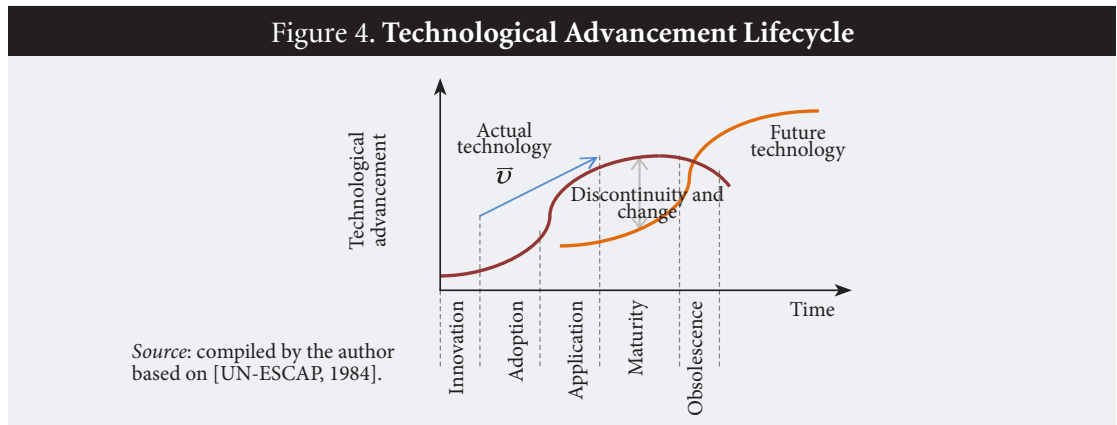 Figure 4. Technological Advancement Lifecycle
Technological
advancement
Actual
technology
v⃗
Future
technology
Discontinuity and
change
Time
Innovation
Adoption
Application
Maturity
Obsolescence
Source: compiled by the author
based on [UN-ESCAP, 1984].